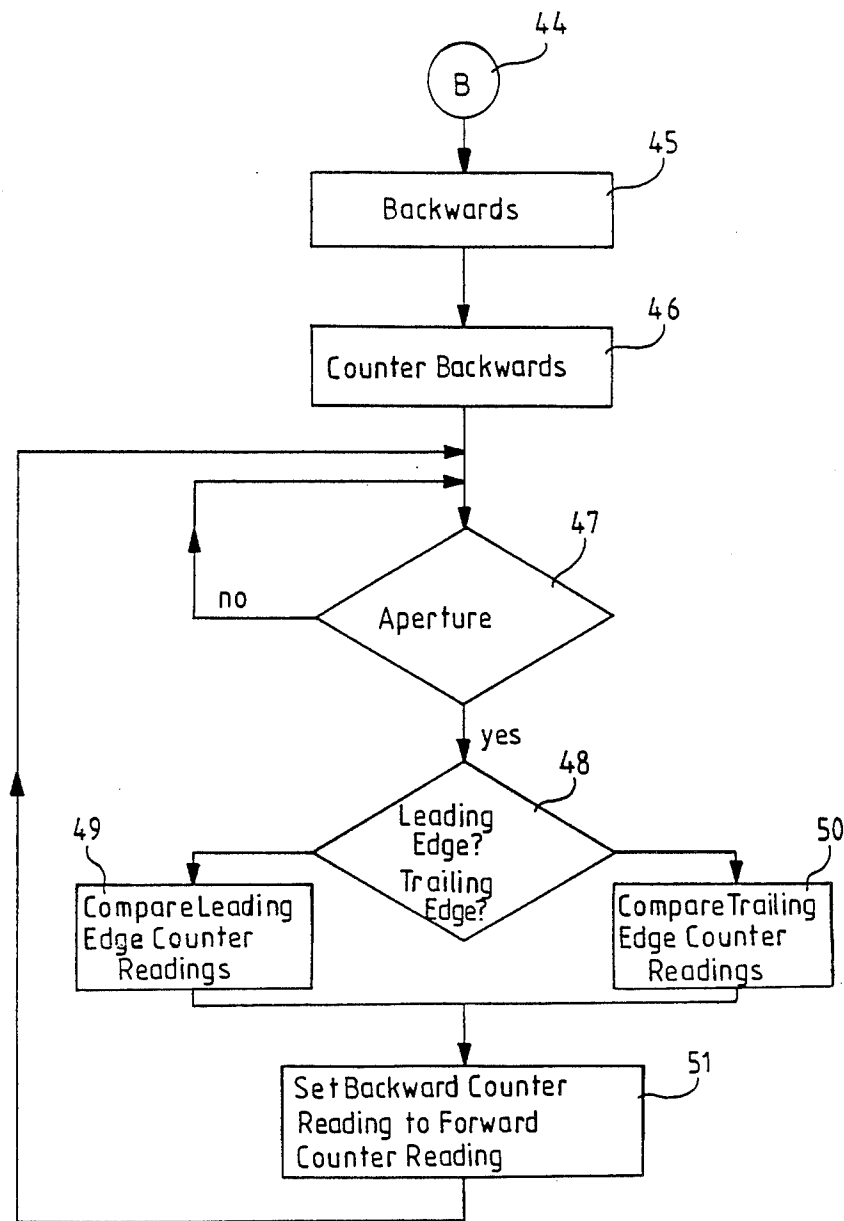 44
B
45
Backwards
46
Counter Backwards
47
Aperture
no
yes
48
Leading
Edge?
Trailing
Edge?
49
Compare Leading
Edge Counter
Readings
50
Compare Trailing
Edge Counter
Readings
51
Set Backward Counter
Reading to Forward
Counter Reading